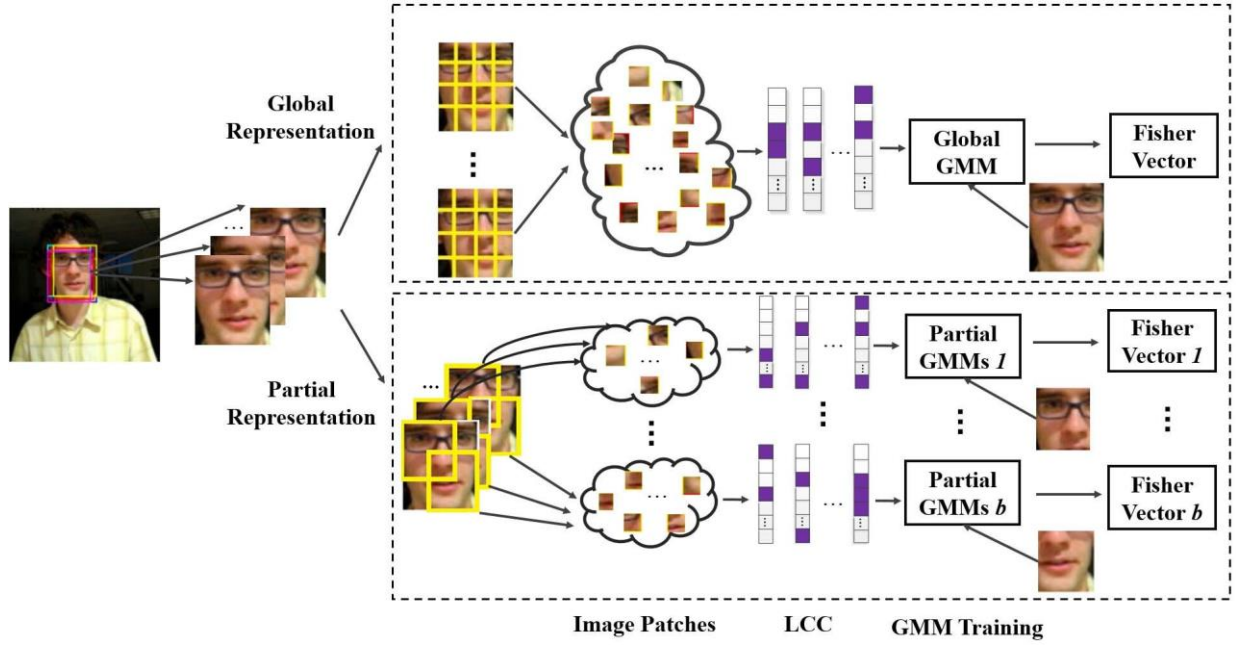 Global
Representation
Global
GMM
Fisher
Vector
Partial
Representation
Partial
GMMs 1
Fisher
Vector 1
Partial
GMMs b
Fisher
Vector b
Image Patches
LCC
GMM Training